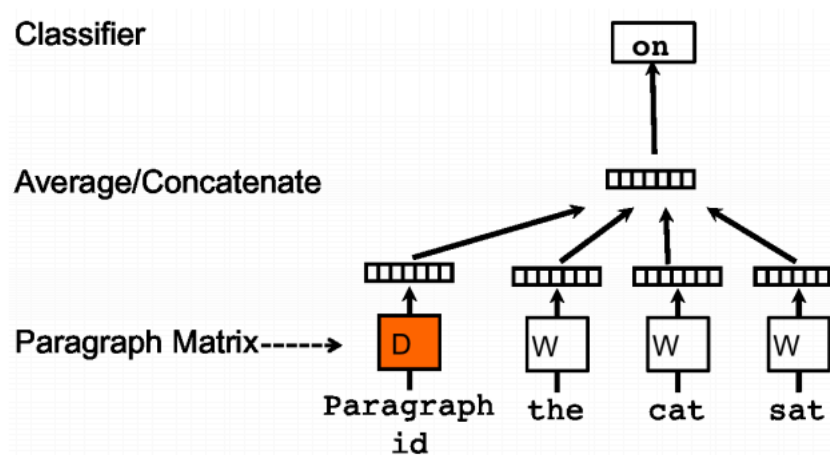 Classifier
on
Average/Concatenate
Paragraph Matrix
D
W
W
W
Paragraph
id
the
cat
sat